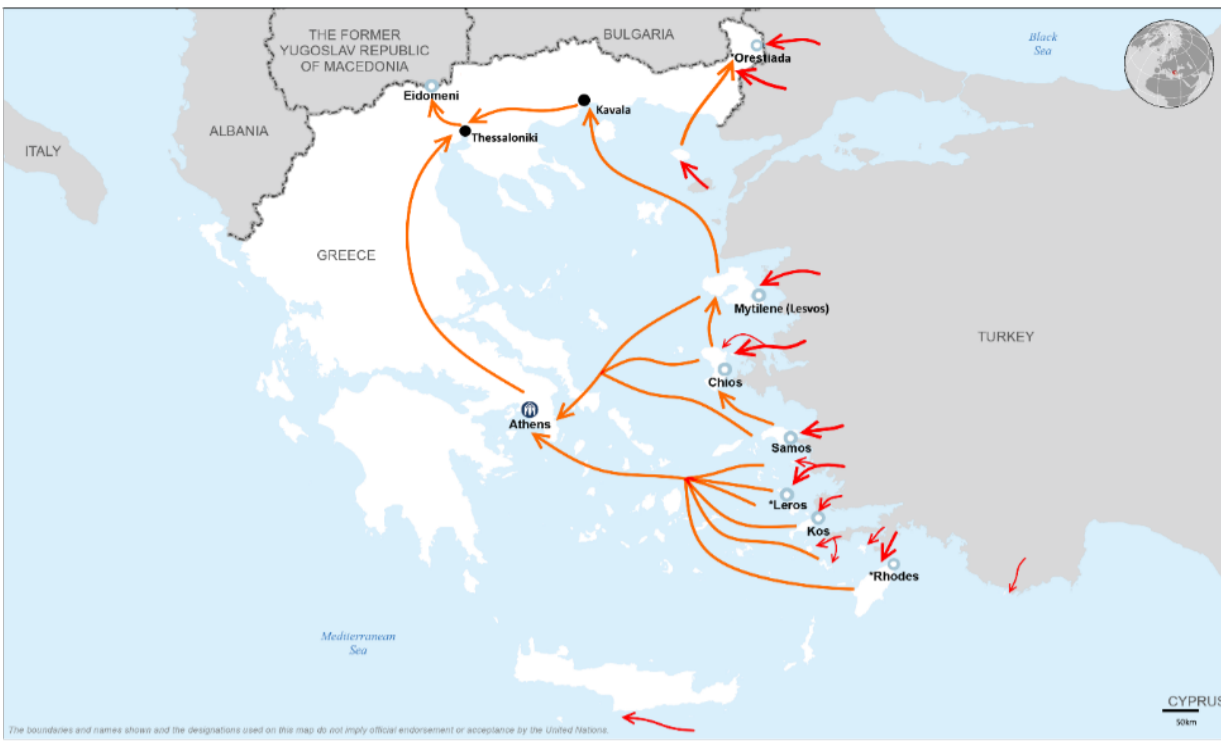 THE FORMER
YUGOSLAV REPUBLIC
OF MACEDONIA
BULGARIA
Black
Sea
*Orestiada
Eidomeni
Kavala
Thessaloniki
ALBANIA
ITALY
GREECE
Mytilene (Lesvos)
TURKEY
Chios
Athens
Samos
*Leros
Kos
*Rhodes
Mediterranean
Sea
CYPRUS
50km
The boundaries and names shown and the designations used on this map do not imply official endorsement or acceptance by the United Nations.